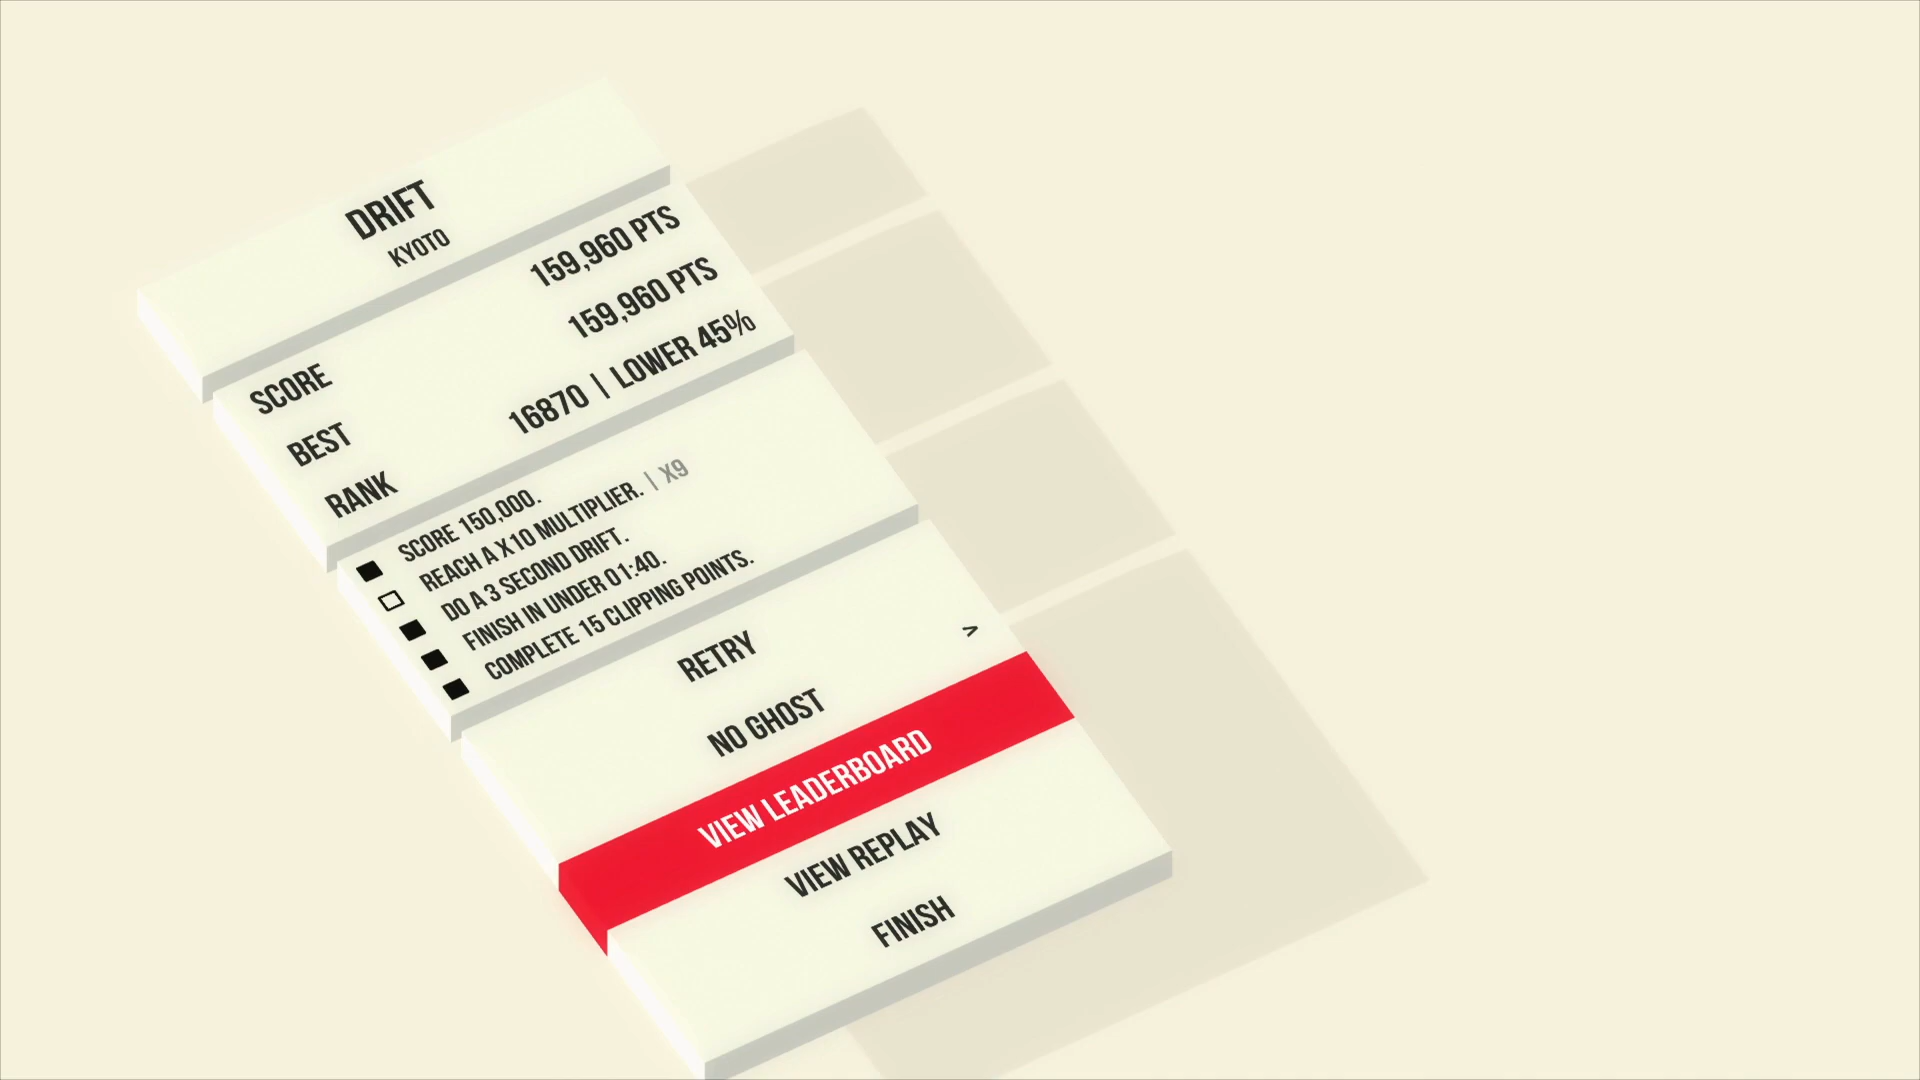 DRIFT
KYOTO
SCORE 159,960 PTS
BEST 159,960 PTS
RANK 16870 | LOWER 45%
SCORE 150,000.
REACH A X10 MULTIPLIER. | X9
DO A 3 SECOND DRIFT.
FINISH IN UNDER 01:40.
COMPLETE 15 CLIPPING POINTS.
RETRY
NO GHOST >
VIEW LEADERBOARD
VIEW REPLAY
FINISH